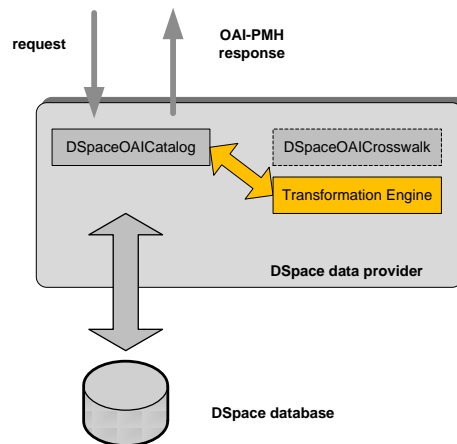 request
OAI-PMH
response
DSpaceOAICatalog
DSpaceOAICrosswalk
Transformation Engine
DSpace data provider
DSpace database